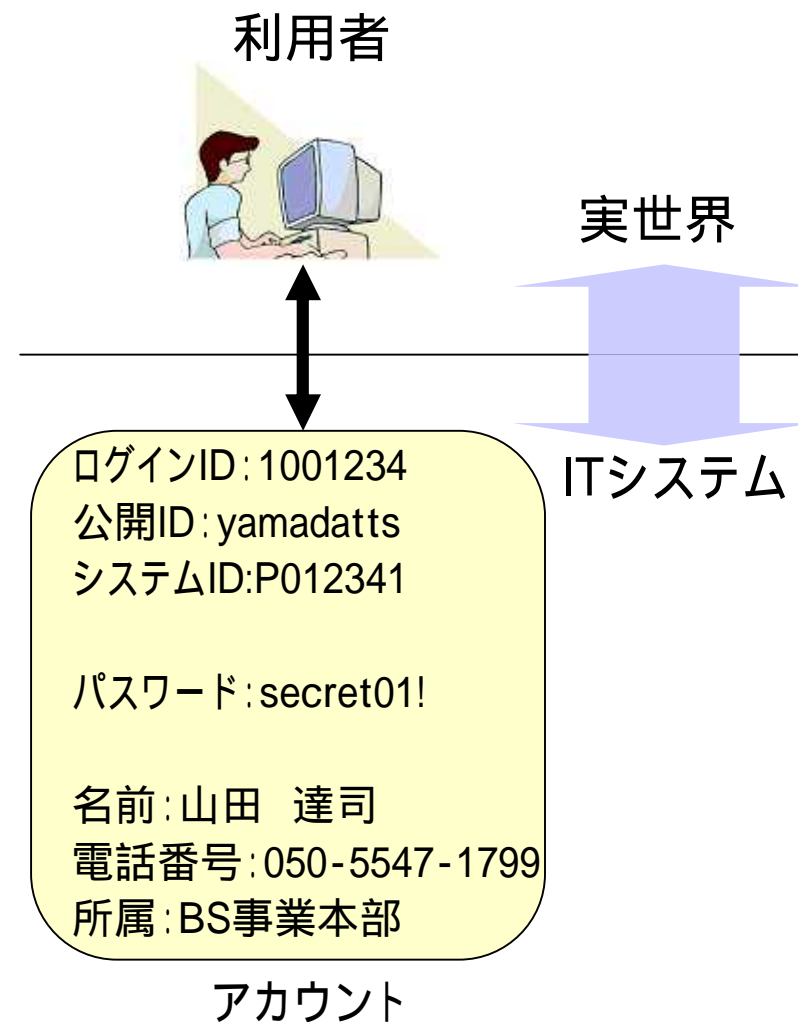 利用者
実世界
ITシステム
ログインID:1001234
公開ID:yamadatts
システムID:P012341
パスワード:secret01!
名前:山田　達司
電話番号:050-5547-1799
所属:BS事業本部
アカウント